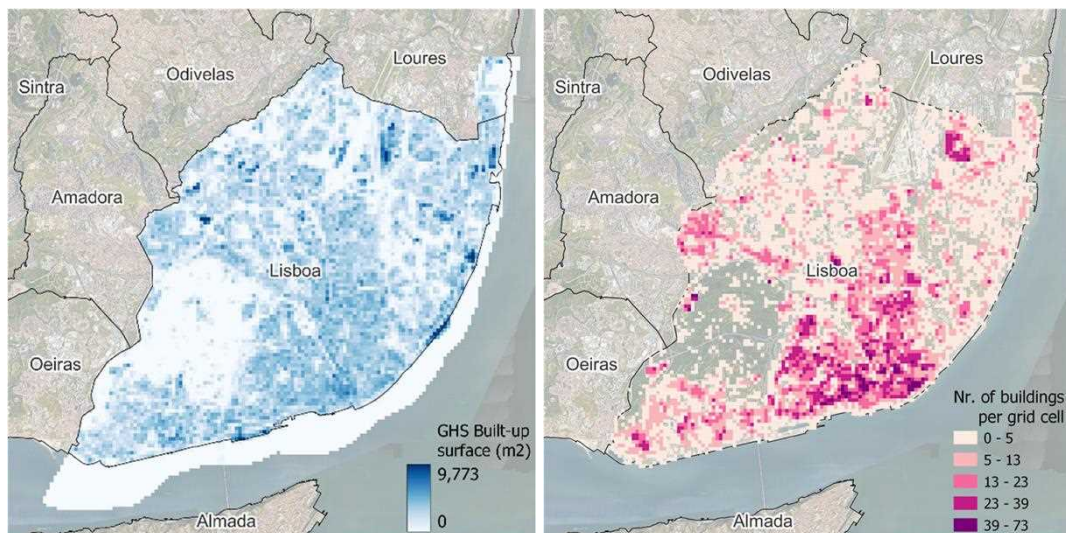 Loures
Odivelas
Sintra
Amadora
Lisboa
Oeiras
GHS Built-up
surface (m2)
9,773
0
Almada
Loures
Odivelas
Sintra
Amadora
Lisboa
Oeiras
Nr. of buildings
per grid cell
0 - 5
5 - 13
13 - 23
23 - 39
39 - 73
Almada